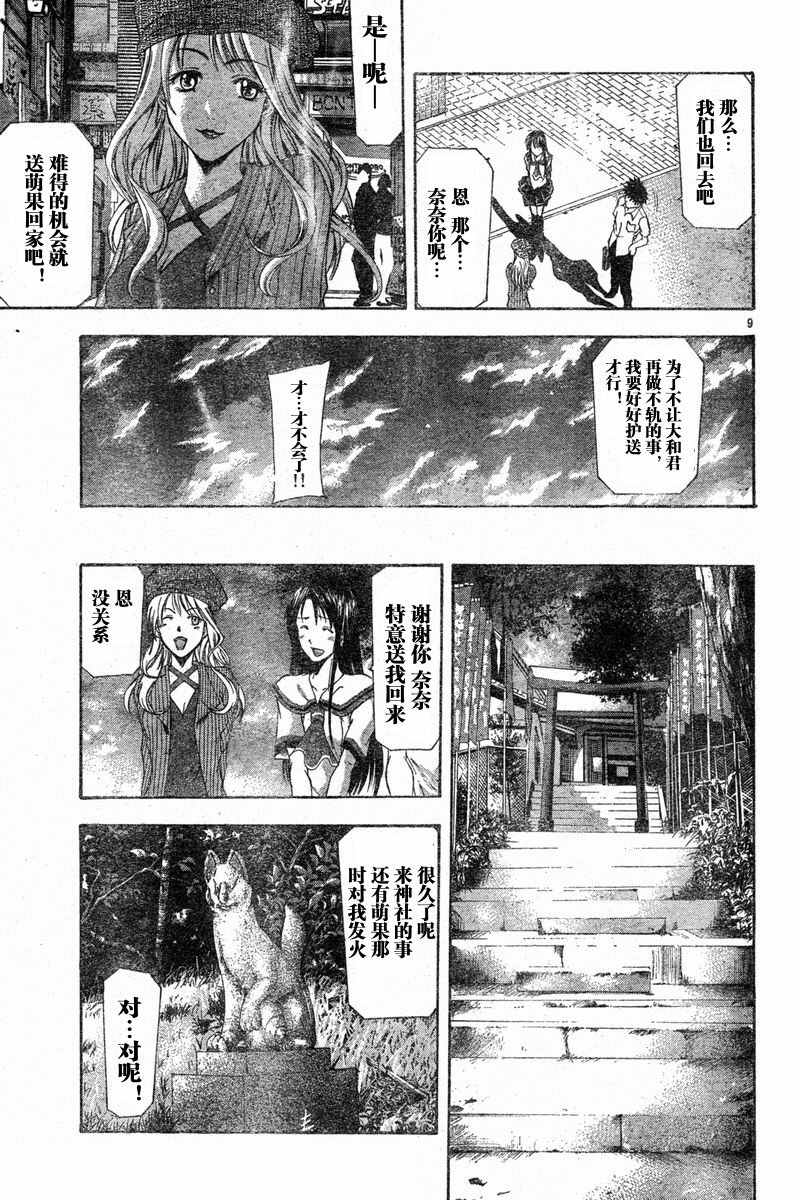 那么…
我们也回去吧
恩 那个…
奈奈你呢…
是—呢—
难得的机会就
送萌果回家吧!
BCNT
9
为了不让大和君
再做不轨的事,
我要好好护送
才行!
才…才不会了!!
谢谢你 奈奈
特意送我回来
恩
没关系
很久了呢
来神社的事
还有萌果那
时对我发火
对…对呢!